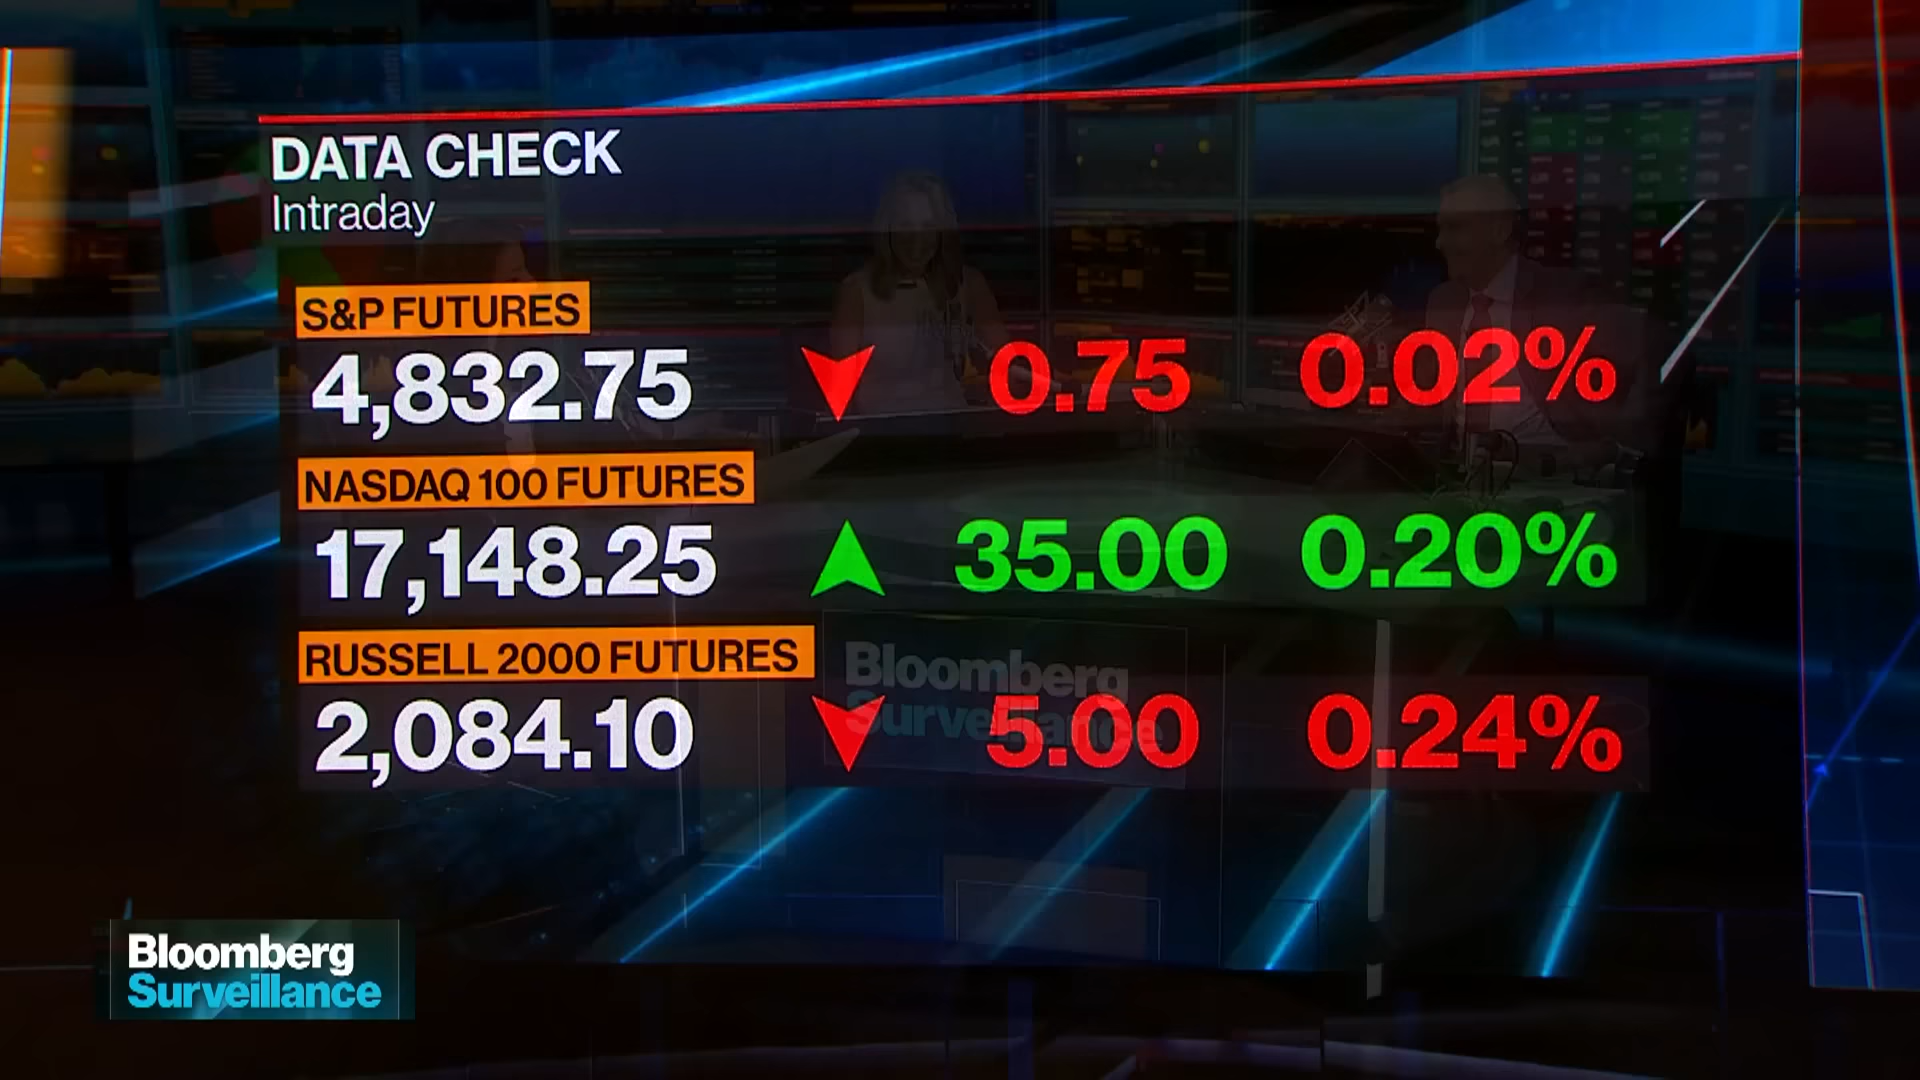 DATA CHECK
Intraday
S&P FUTURES
4,832.75 0.75 0.02%
NASDAQ 100 FUTURES
17,148.25 35.00 0.20%
RUSSELL 2000 FUTURES
2,084.10 5.00 0.24%
Bloomberg
Surveillance
Bloomberg
Surveillance